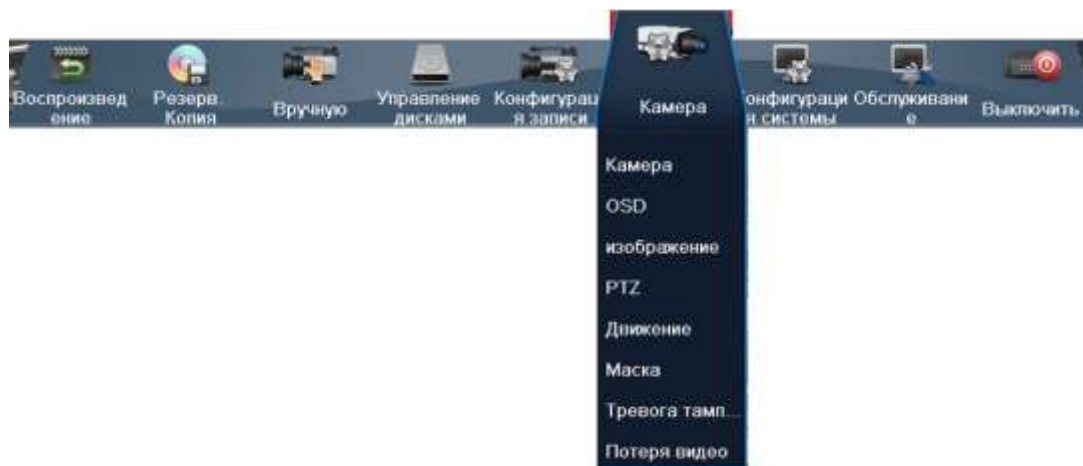 Воспроизвед
ение
Резерв.
Копия
Вручную
Управление
дисками
Конфигурац
я записи
Камера
онфигураци
я системы
Обслуживани
е
Выключить
Камера
OSD
изображение
PTZ
Движение
Маска
Тревога тамп...
Потеря видео